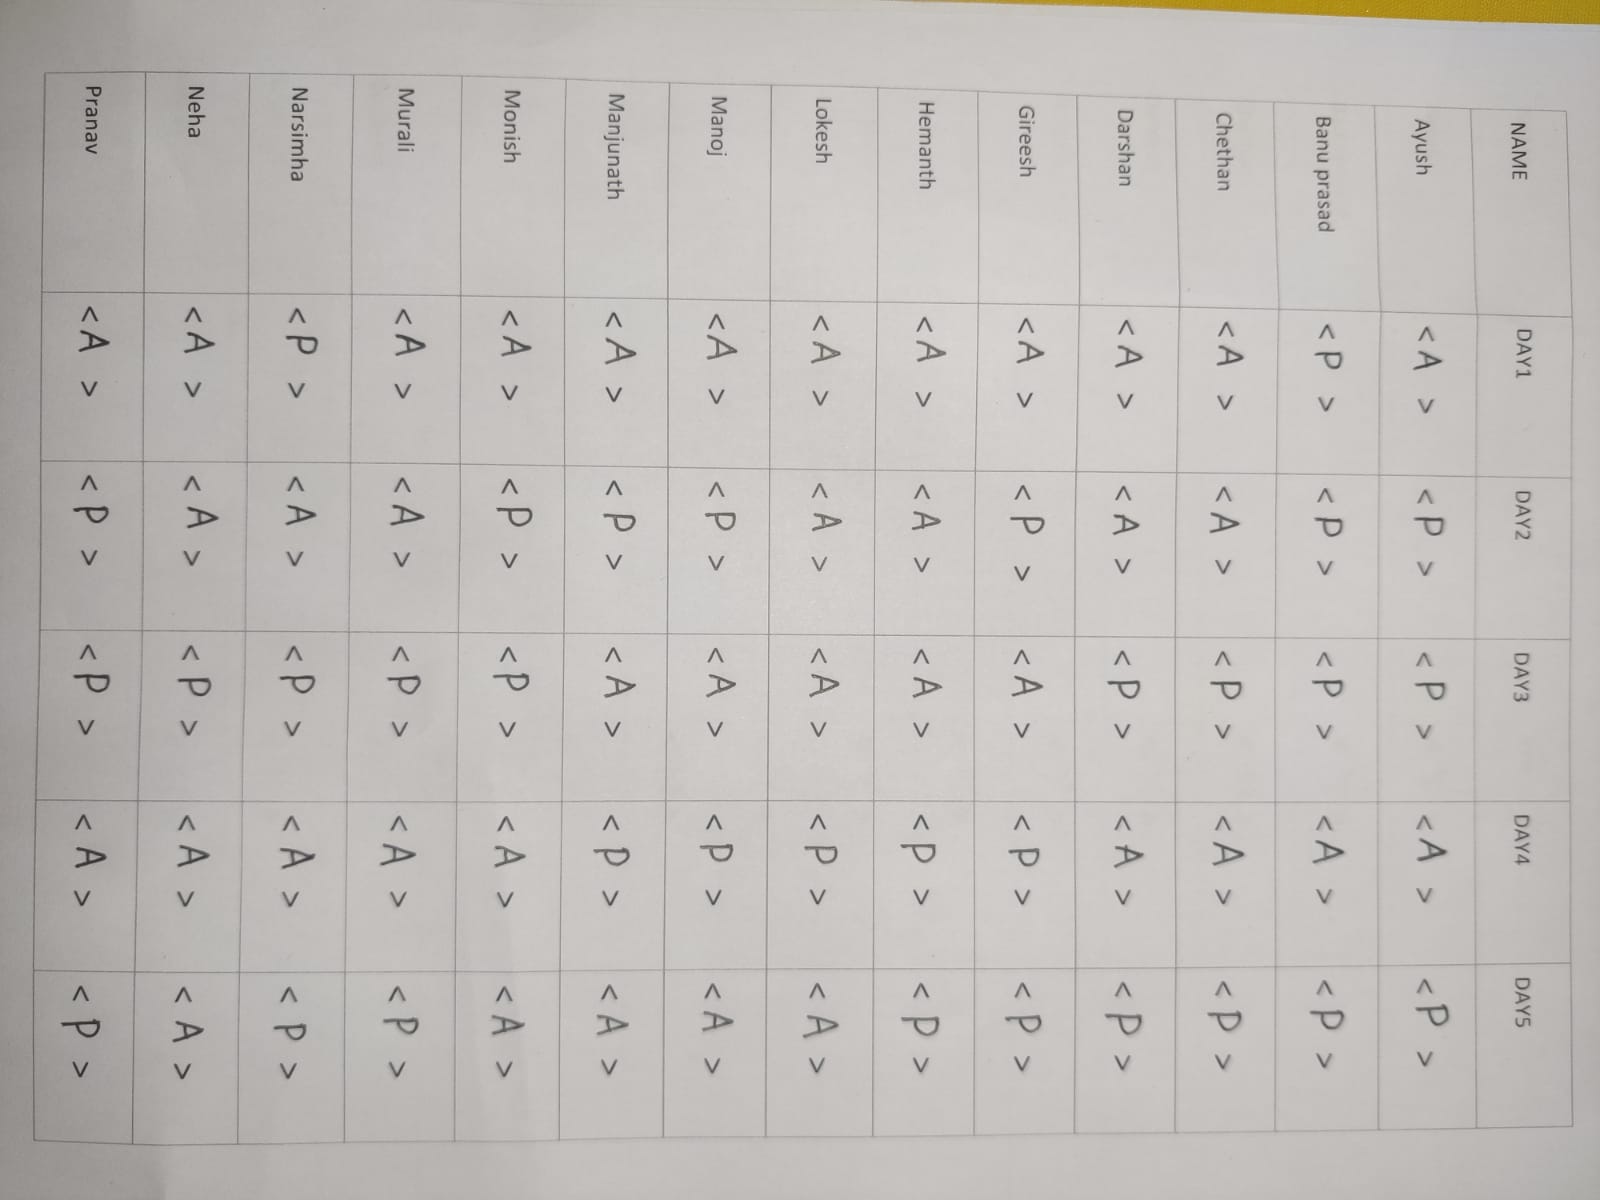 NAME DAY1 DAY2 DAY3 DAY4 DAY5
Ayush <A> <P> <P> <A> <P>
Banu prasad <P> <P> <P> <A> <P>
Chethan <A> <A> <P> <A> <P>
Darshan <A> <A> <P> <A> <P>
Gireesh <A> <P> <A> <P> <P>
Hemanth <A> <A> <A> <P> <P>
Lokesh <A> <A> <A> <P> <A>
Manoj <A> <P> <A> <P> <A>
Manjunath <A> <P> <A> <P> <A>
Monish <A> <P> <P> <A> <A>
Murali <A> <A> <P> <A> <P>
Narsimha <P> <A> <P> <A> <P>
Neha <A> <A> <P> <A> <A>
Pranav <A> <P> <P> <A> <P>